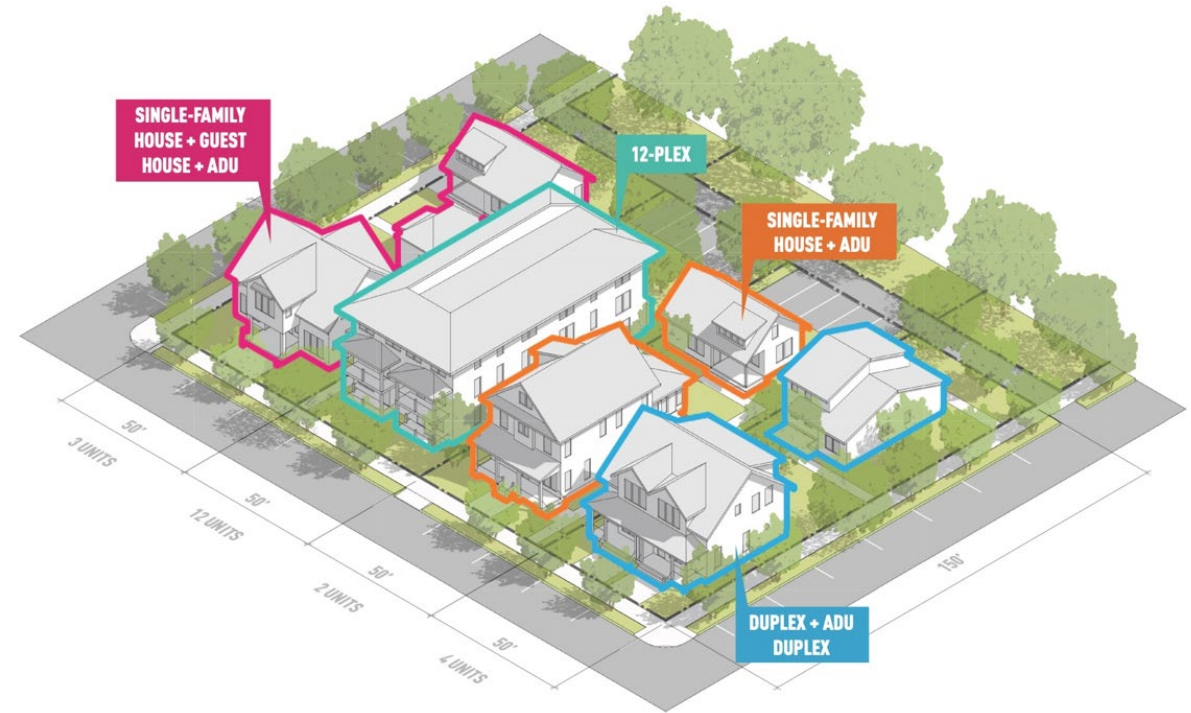 SINGLE-FAMILY
HOUSE + GUEST
HOUSE + ADU
12-PLEX
SINGLE-FAMILY
HOUSE + ADU
DUPLEX + ADU
DUPLEX
50'
3 UNITS
50'
12 UNITS
50'
2 UNITS
50'
4 UNITS
150'